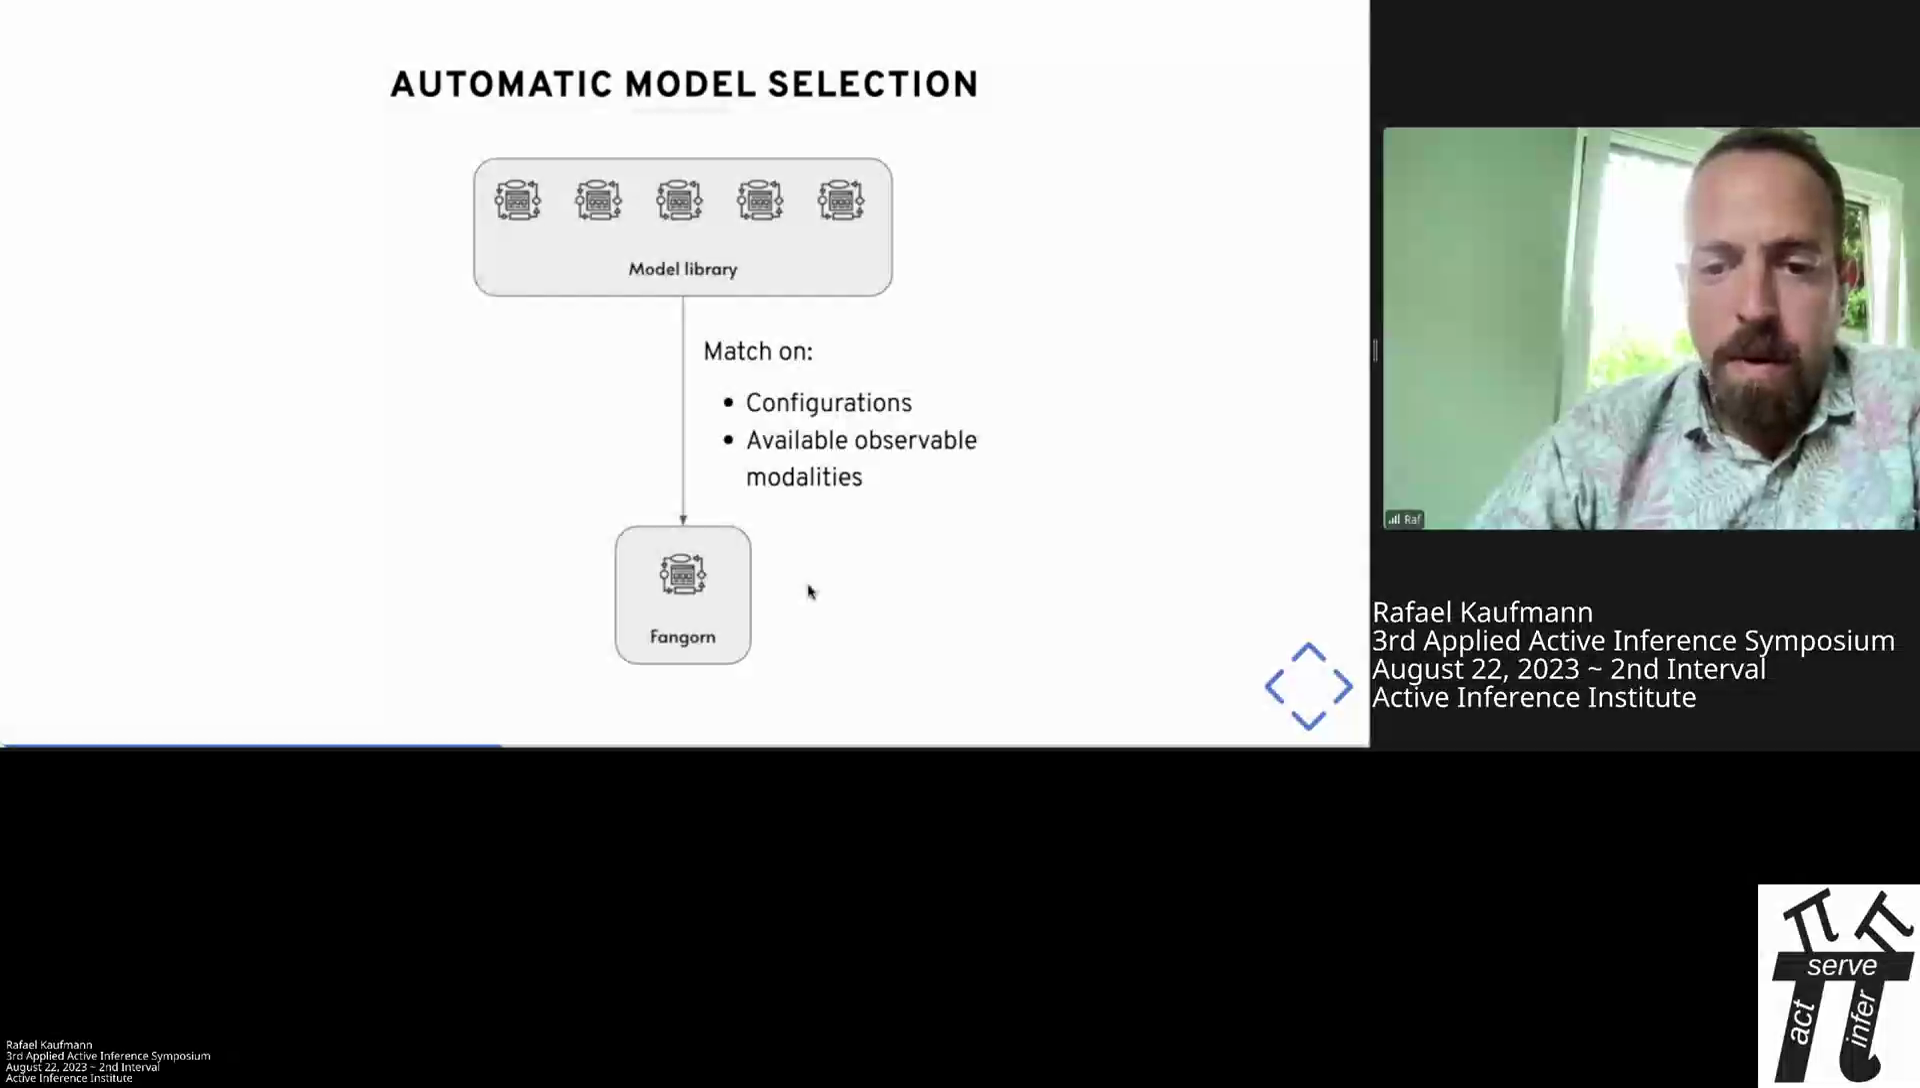 AUTOMATIC MODEL SELECTION
Model library
Match on:
• Configurations
• Available observable
modalities
Fangorn
Raf
Rafael Kaufmann
3rd Applied Active Inference Symposium
August 22, 2023 ~ 2nd Interval
Active Inference Institute
serve
act
infer
Rafael Kaufmann
3rd Applied Active Inference Symposium
August 22, 2023 ~ 2nd Interval
Active Inference Institute